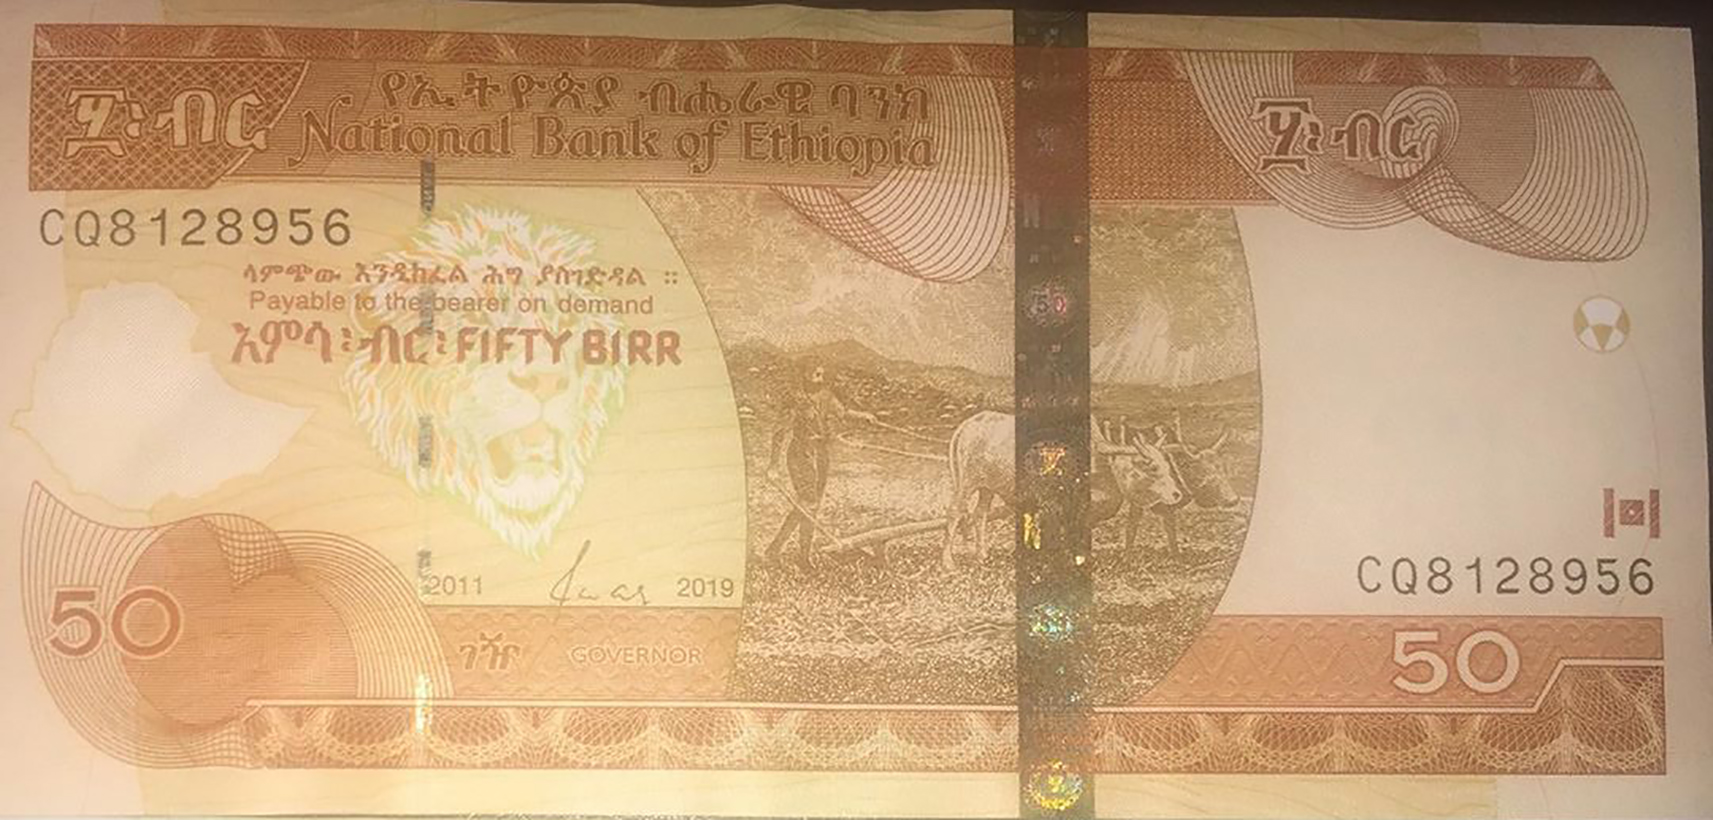 ፶፡ብር
የኢትዮጵያ ብሔራዊ ባንክ
National Bank of Ethiopia
፶፡ብር
CQ8128956
ላምጭው እንዲከፈል ሕግ ያስገድዳል ።
Payable to the bearer on demand
አምሳ፡ብር፡FIFTY BIRR
50
2011 2019
CQ8128956
50
ገዥ GOVERNOR
50